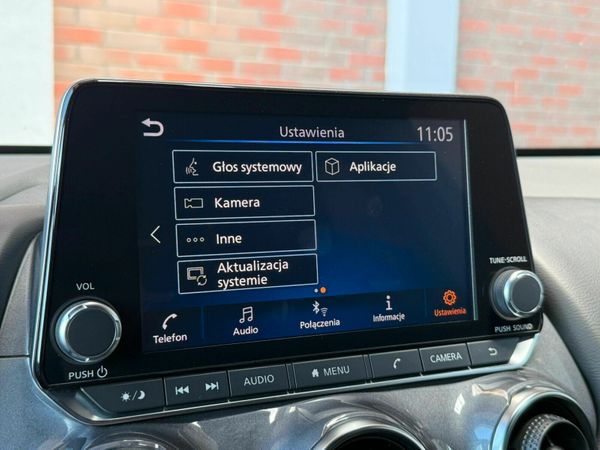 Ustawienia
11:05
Głos systemowy
Aplikacje
Kamera
Inne
Aktualizacja
systemie
Telefon
Audio
Połączenia
Informacje
Ustawienia
VOL
PUSH
TUNE•SCROLL
PUSH SOUND
AUDIO
MENU
CAMERA